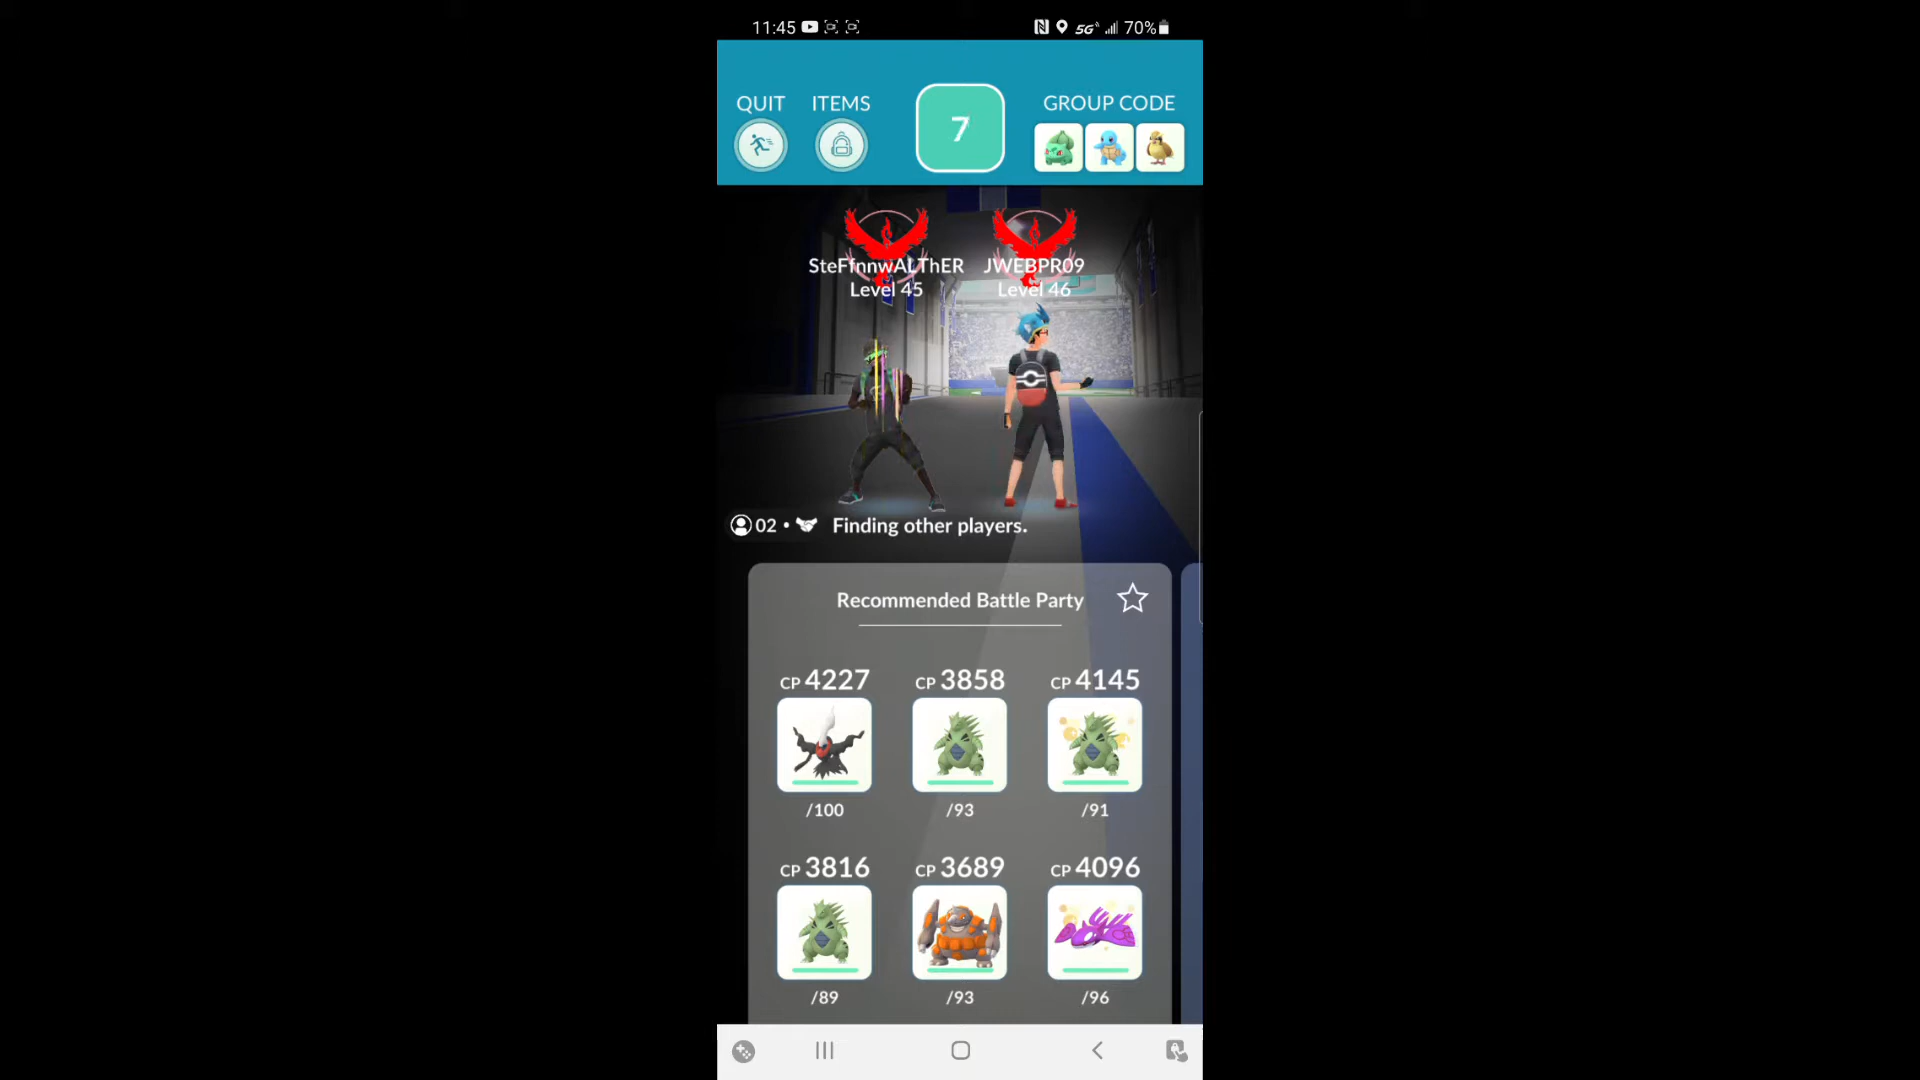 11:45 5G 70%
QUIT ITEMS 7 GROUP CODE
SteFfnnwALThER JWEBPR09
Level 45 Level 46
02 • Finding other players.
Recommended Battle Party
CP 4227 CP 3858 CP 4145
/100 /93 /91
CP 3816 CP 3689 CP 4096
/89 /93 /96